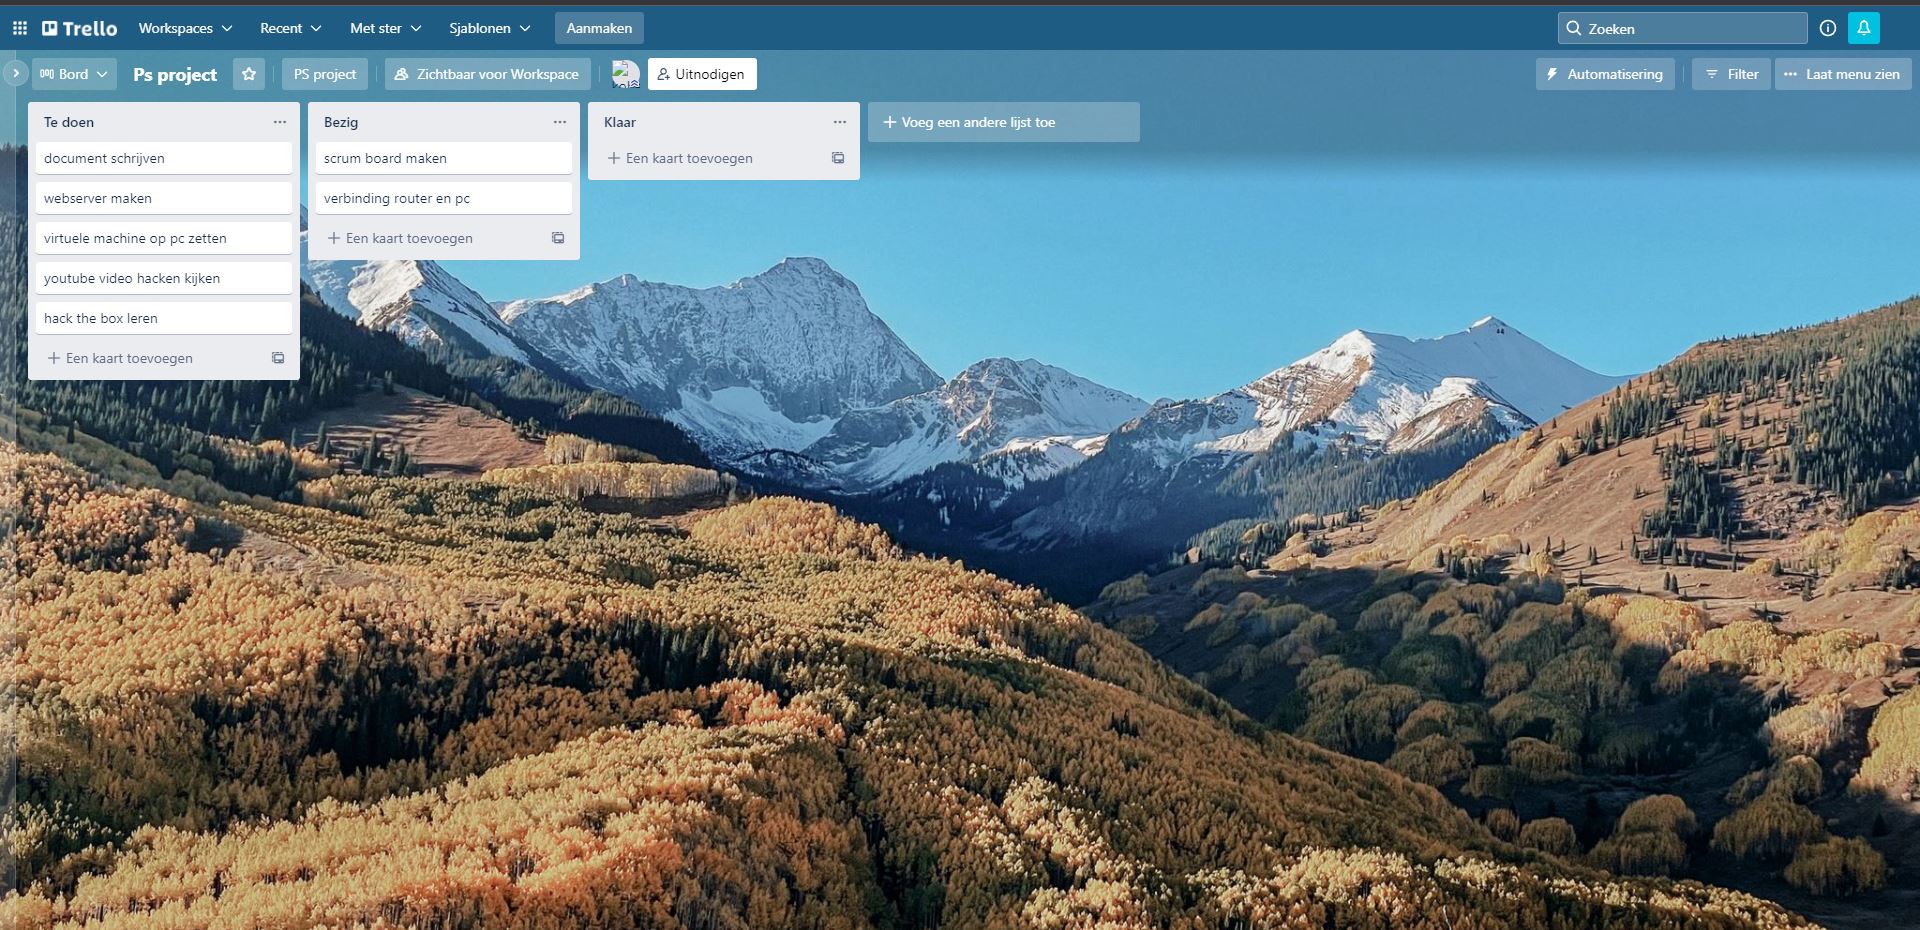 Trello Workspaces Recent Met ster Sjablonen Aanmaken Zoeken
Bord Ps project PS project Zichtbaar voor Workspace Uitnodigen Automatisering Filter Laat menu zien
Te doen
document schrijven
webserver maken
virtuele machine op pc zetten
youtube video hacken kijken
hack the box leren
Een kaart toevoegen
Bezig
scrum board maken
verbinding router en pc
Een kaart toevoegen
Klaar
Een kaart toevoegen
Voeg een andere lijst toe